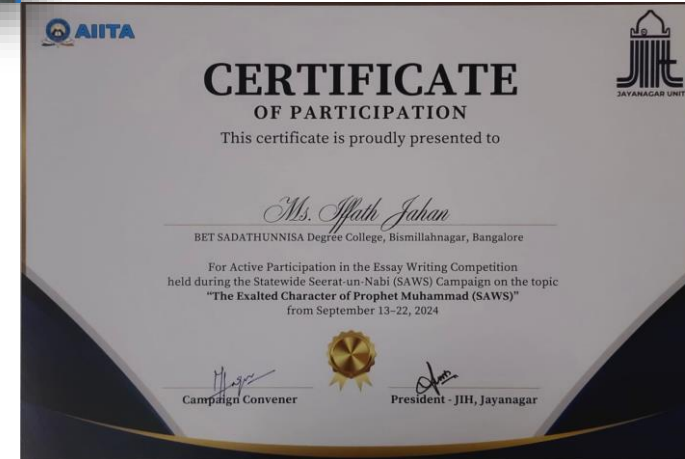 AIITA
JIH
JAYANAGAR UNIT
CERTIFICATE
OF PARTICIPATION
This certificate is proudly presented to
Ms. Iffath Jahan
BET SADATHUNNISA Degree College, Bismillahnagar, Bangalore
For Active Participation in the Essay Writing Competition
held during the Statewide Seerat-un-Nabi (SAWS) Campaign on the topic
"The Exalted Character of Prophet Muhammad (SAWS)"
from September 13–22, 2024
Campaign Convener
President - JIH, Jayanagar